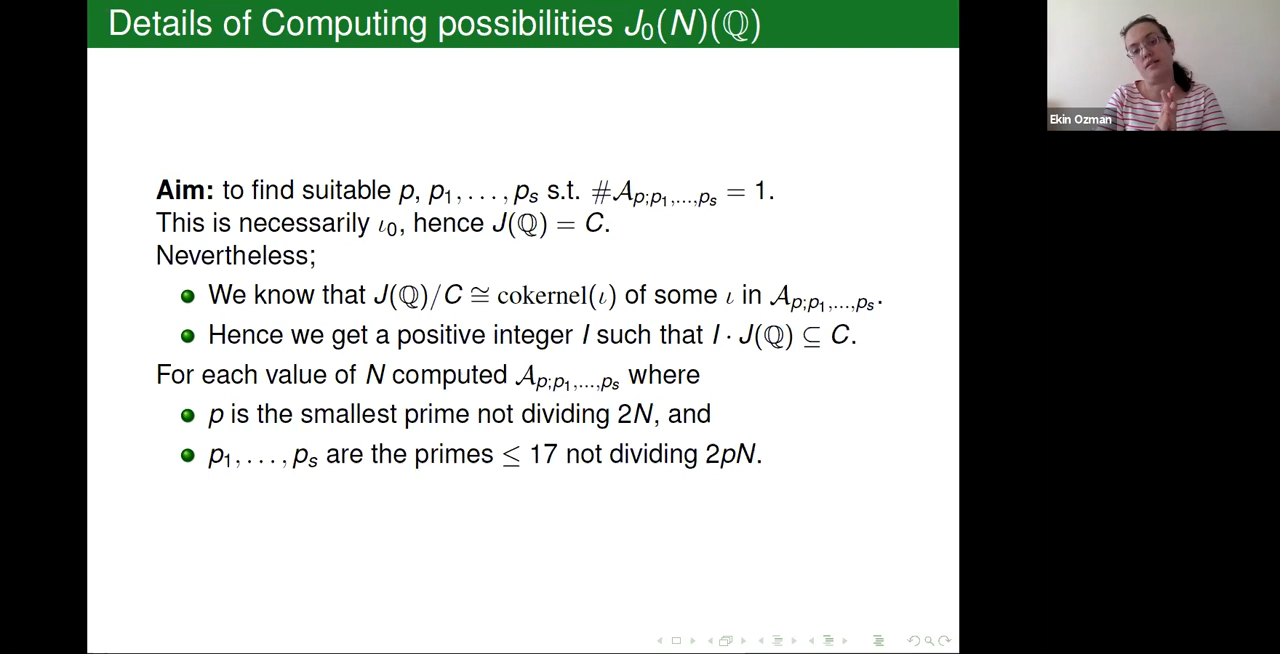 Details of Computing possibilities J₀(N)(ℚ)
Ekin Ozman
Aim: to find suitable p, p₁, . . . , pₛ s.t. #𝒜_{p;p₁,...,pₛ} = 1.
This is necessarily ι₀, hence J(ℚ) = C.
Nevertheless;
We know that J(ℚ)/C ≅ cokernel(ι) of some ι in 𝒜_{p;p₁,...,pₛ}.
Hence we get a positive integer I such that I · J(ℚ) ⊆ C.
For each value of N computed 𝒜_{p;p₁,...,pₛ} where
p is the smallest prime not dividing 2N, and
p₁, . . . , pₛ are the primes ≤ 17 not dividing 2pN.